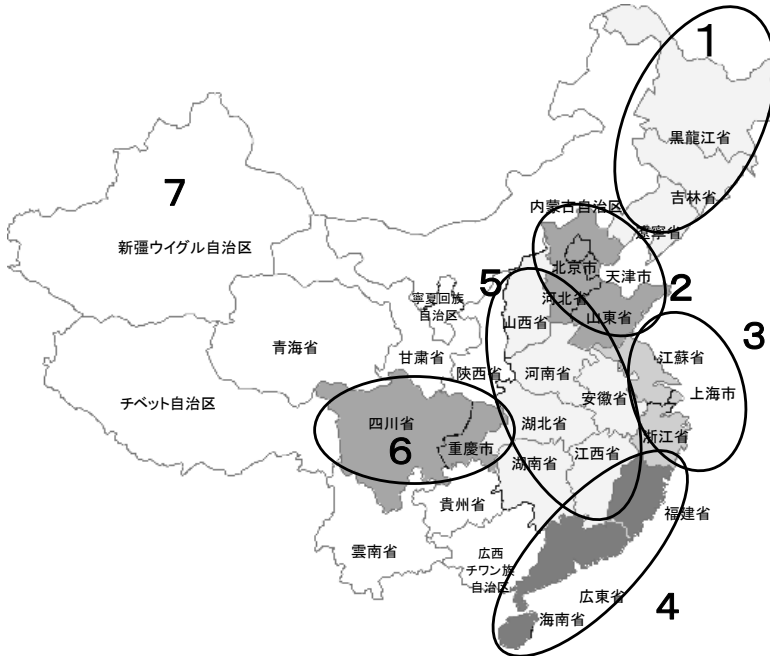 1
黒龍江省
吉林省
7
内蒙古自治区
遼寧省
新疆ウイグル自治区
北京市
天津市
5
2
寧夏回族
自治区
河北省
山東省
山西省
3
青海省
甘粛省
江蘇省
陝西省
河南省
チベット自治区
安徽省
上海市
四川省
湖北省
浙江省
6
重慶市
湖南省
江西省
貴州省
福建省
雲南省
広西
チワン族
自治区
広東省
4
海南省